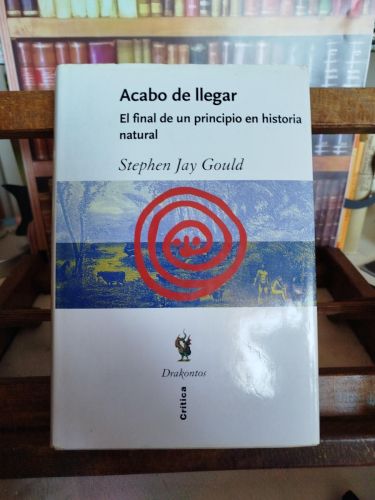 Acabo de llegar
El final de un principio en historia
natural
Stephen Jay Gould
Drakontos
Crítica